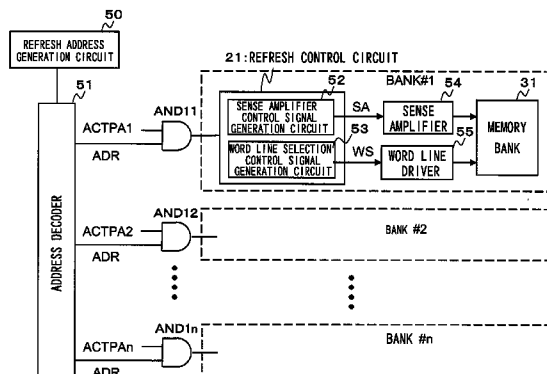 50
REFRESH ADDRESS
GENERATION CIRCUIT
51
21:REFRESH CONTROL CIRCUIT
BANK#1
52
54
31
AND11
SENSE AMPLIFIER
CONTROL SIGNAL
GENERATION CIRCUIT
SA
SENSE
AMPLIFIER
ACTPA1
ADR
53
55
WORD LINE SELECTION
CONTROL SIGNAL
GENERATION CIRCUIT
WS
WORD LINE
DRIVER
MEMORY
BANK
ADDRESS DECODER
AND12
ACTPA2
ADR
BANK #2
AND1n
ACTPAn
ADR
BANK #n